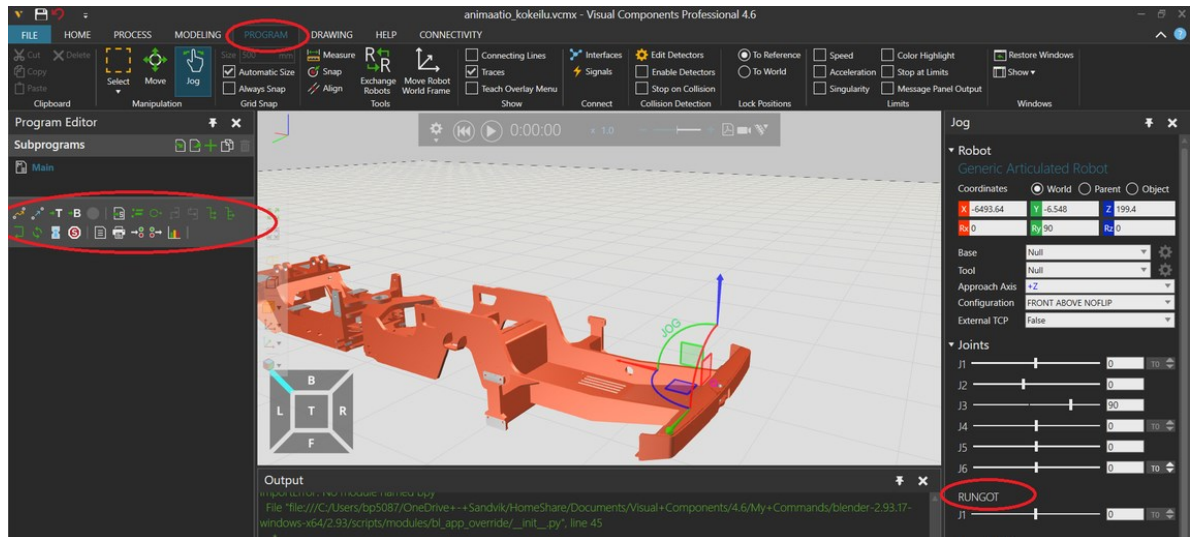 animaatio_kokeilu.vcmx - Visual Components Professional 4.6
FILE HOME PROCESS MODELING PROGRAM DRAWING HELP CONNECTIVITY
Cut Delete
Copy
Paste
Clipboard
Select Move Jog
Manipulation
Size 500 mm
Automatic Size
Always Snap
Grid Snap
Measure
Snap
Align
Exchange Robots
Move Robot World Frame
Tools
Connecting Lines
Traces
Teach Overlay Menu
Show
Interfaces
Signals
Connect
Edit Detectors
Enable Detectors
Stop on Collision
Collision Detection
To Reference
To World
Lock Positions
Speed
Acceleration
Singularity
Color Highlight
Stop at Limits
Message Panel Output
Limits
Restore Windows
Show
Windows
Program Editor
Subprograms
Main
0:00:00 x 1.0
JOG
B
L T R
F
Output
ImportError: No module named bpy
File "file:///C:/Users/bp5087/OneDrive+-+Sandvik/HomeShare/Documents/Visual+Components/4.6/My+Commands/blender-2.93.17-
windows-x64/2.93/scripts/modules/bl_app_override/__init__.py", line 45
Jog
Robot
Generic Articulated Robot
Coordinates World Parent Object
X -6493.64 Y -6.548 Z 199.4
Rx 0 Ry 90 Rz 0
Base Null
Tool Null
Approach Axis +Z
Configuration FRONT ABOVE NOFLIP
External TCP False
Joints
J1 0 T0
J2 0
J3 90
J4 0 T0
J5 0
J6 0 T0
RUNGOT
J1 0 T0